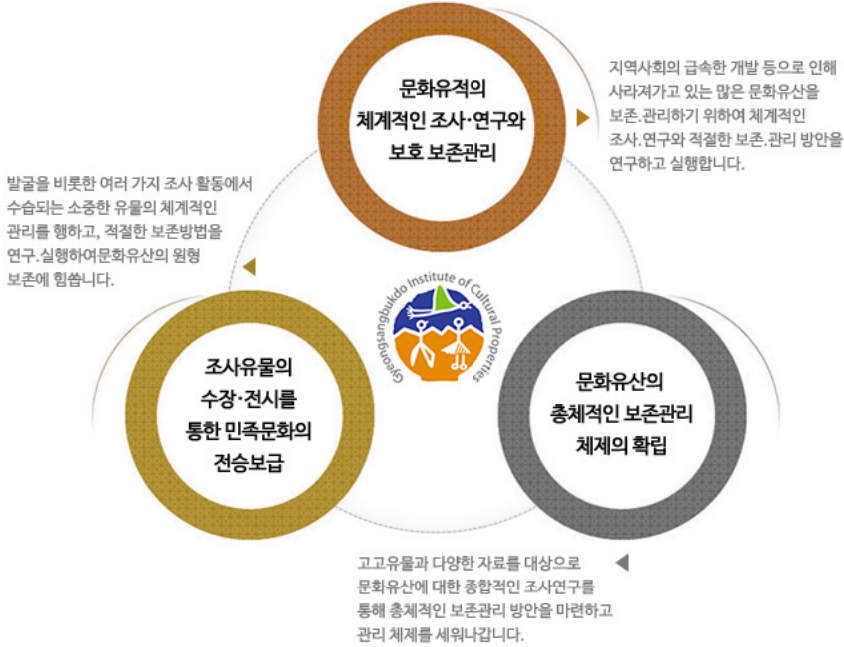 문화유적의
체계적인 조사·연구와
보호 보존관리
지역사회의 급속한 개발 등으로 인해
사라져가고 있는 많은 문화유산을
보존.관리하기 위하여 체계적인
조사.연구와 적절한 보존.관리 방안을
연구하고 실행합니다.
발굴을 비롯한 여러 가지 조사 활동에서
수습되는 소중한 유물의 체계적인
관리를 행하고, 적절한 보존방법을
연구.실행하여문화유산의 원형
보존에 힘씁니다.
Gyeongsangbukdo Institute of Cultural Properties
조사유물의
수장·전시를
통한 민족문화의
전승보급
문화유산의
총체적인 보존관리
체제의 확립
고고유물과 다양한 자료를 대상으로
문화유산에 대한 종합적인 조사연구를
통해 총체적인 보존관리 방안을 마련하고
관리 체제를 세워나갑니다.